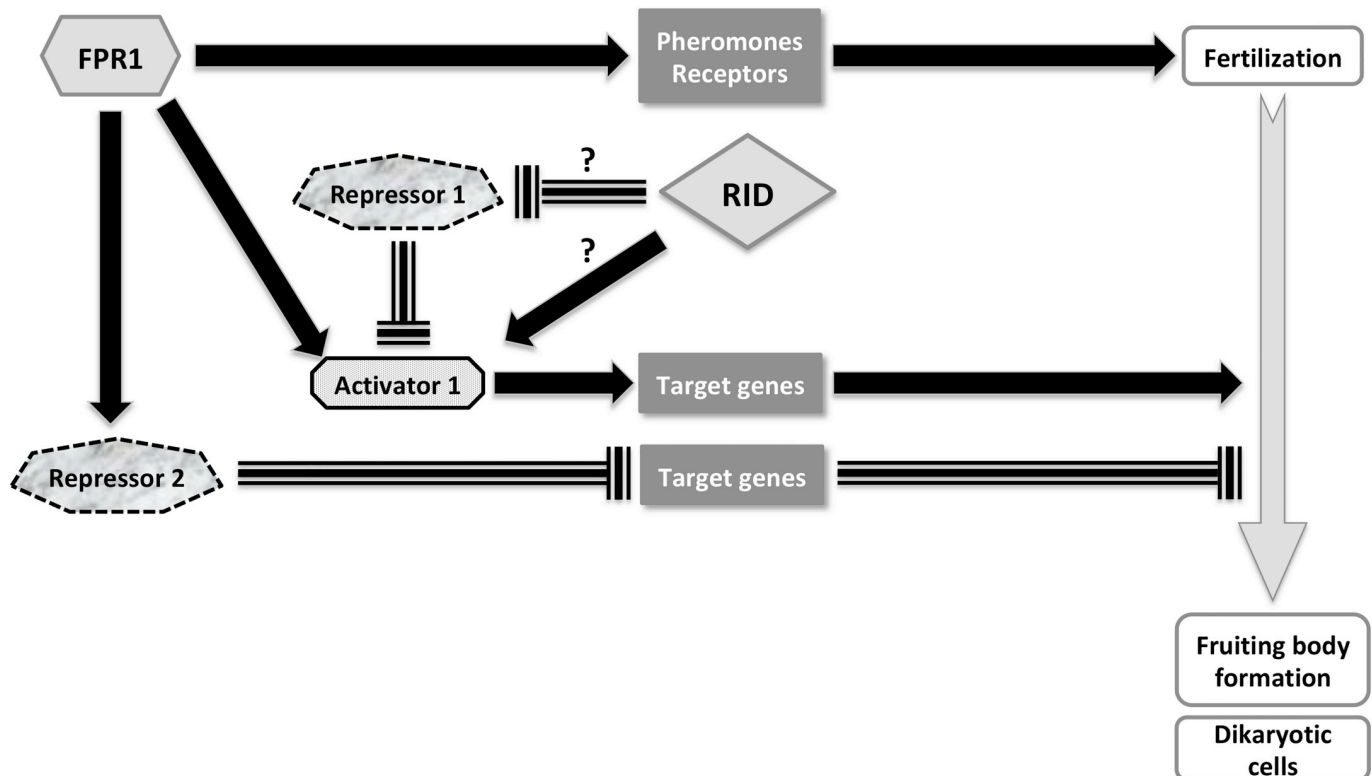 FPR1
Pheromones
Receptors
Fertilization
?
Repressor 1
RID
?
Activator 1
Target genes
Repressor 2
Target genes
Fruiting body
formation
Dikaryotic
cells